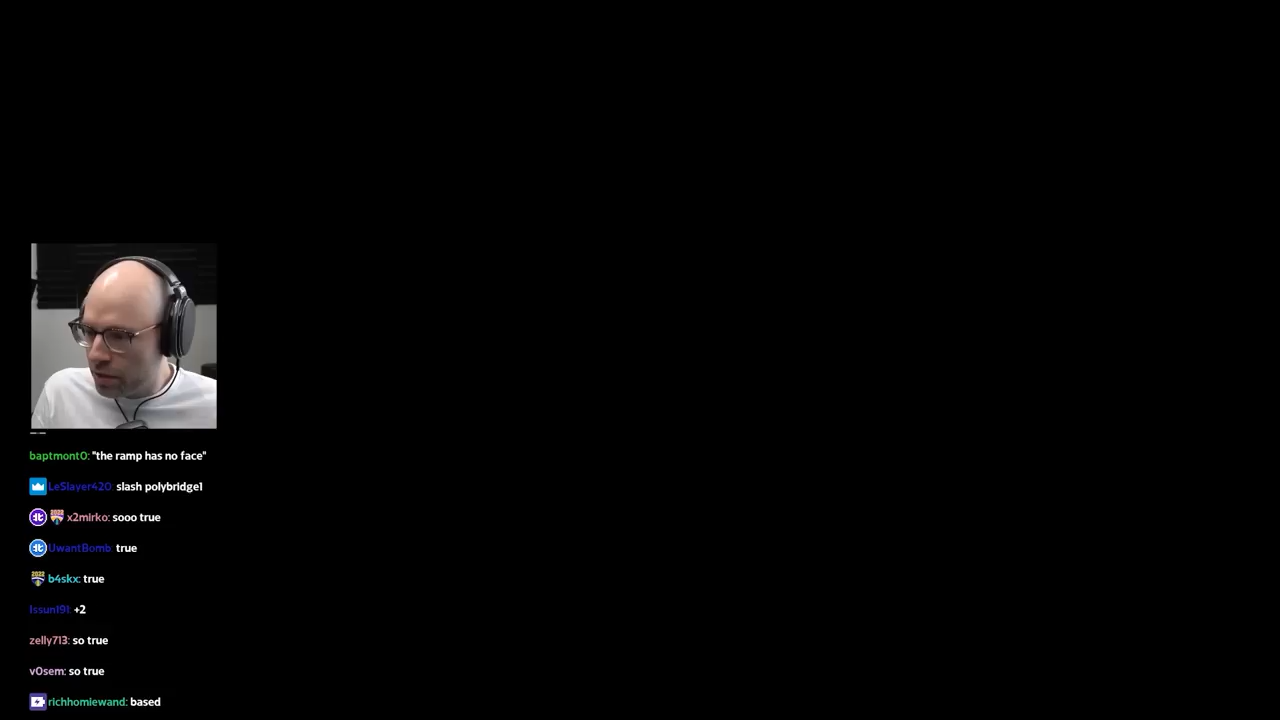 baptmont0: "the ramp has no face"
LeSlayer420: slash polybridge1
x2mirko: sooo true
UwantBomb: true
b4skx: true
Issun191: +2
zelly713: so true
v0sem: so true
richhomiewand: based